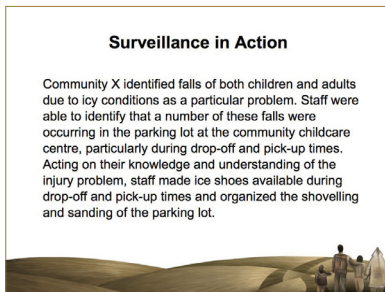 Surveillance in Action
Community X identified falls of both children and adults
due to icy conditions as a particular problem. Staff were
able to identify that a number of these falls were
occurring in the parking lot at the community childcare
centre, particularly during drop-off and pick-up times.
Acting on their knowledge and understanding of the
injury problem, staff made ice shoes available during
drop-off and pick-up times and organized the shovelling
and sanding of the parking lot.